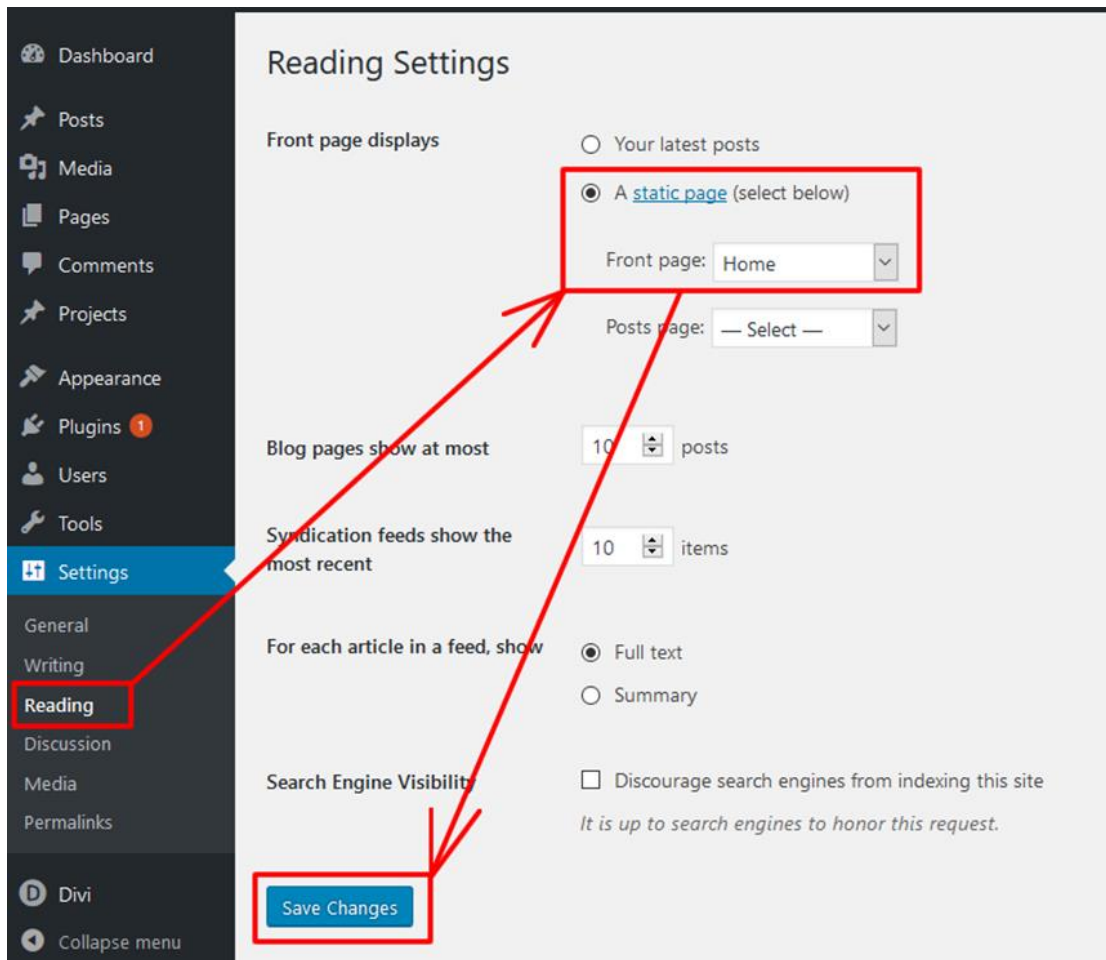 Dashboard
Posts
Media
Pages
Comments
Projects
Appearance
Plugins 1
Users
Tools
Settings
General
Writing
Reading
Discussion
Media
Permalinks
Divi
Collapse menu
Reading Settings
Front page displays
Your latest posts
A static page (select below)
Front page: Home
Posts page: — Select —
Blog pages show at most
10 posts
Syndication feeds show the
most recent
10 items
For each article in a feed, show
Full text
Summary
Search Engine Visibility
Discourage search engines from indexing this site
It is up to search engines to honor this request.
Save Changes